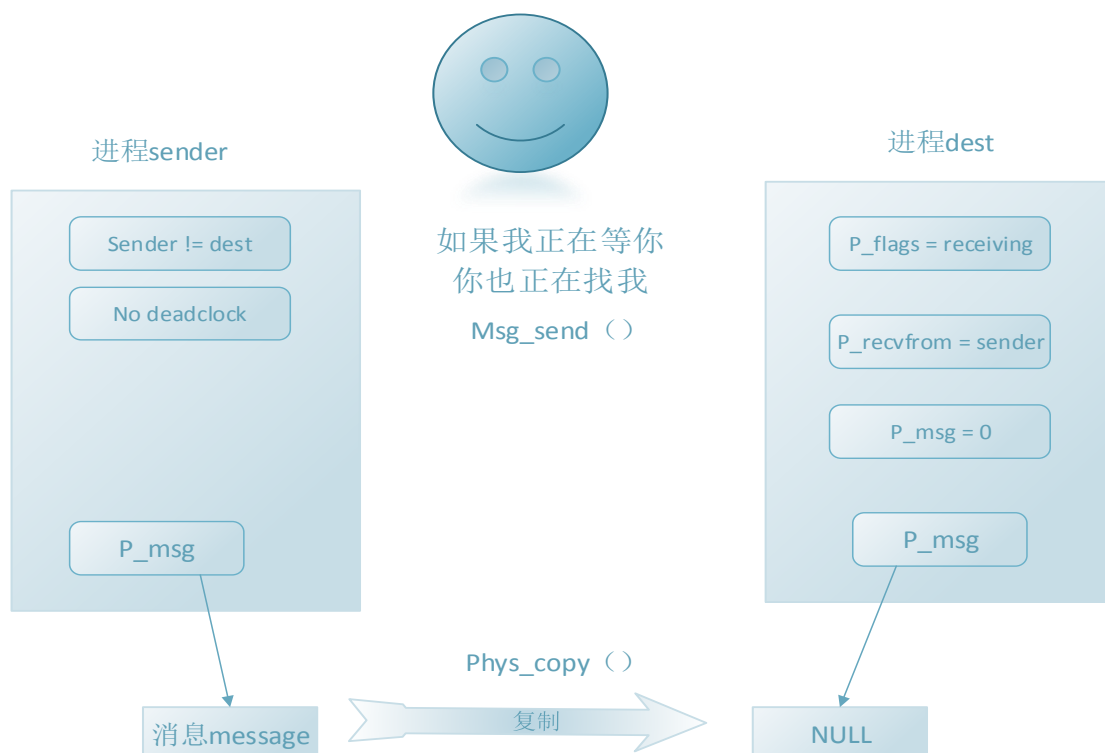 进程sender
Sender != dest
No deadclock
P_msg
消息message
如果我正在等你
你也正在找我
Msg_send（）
Phys_copy（）
复制
进程dest
P_flags = receiving
P_recvfrom = sender
P_msg = 0
P_msg
NULL